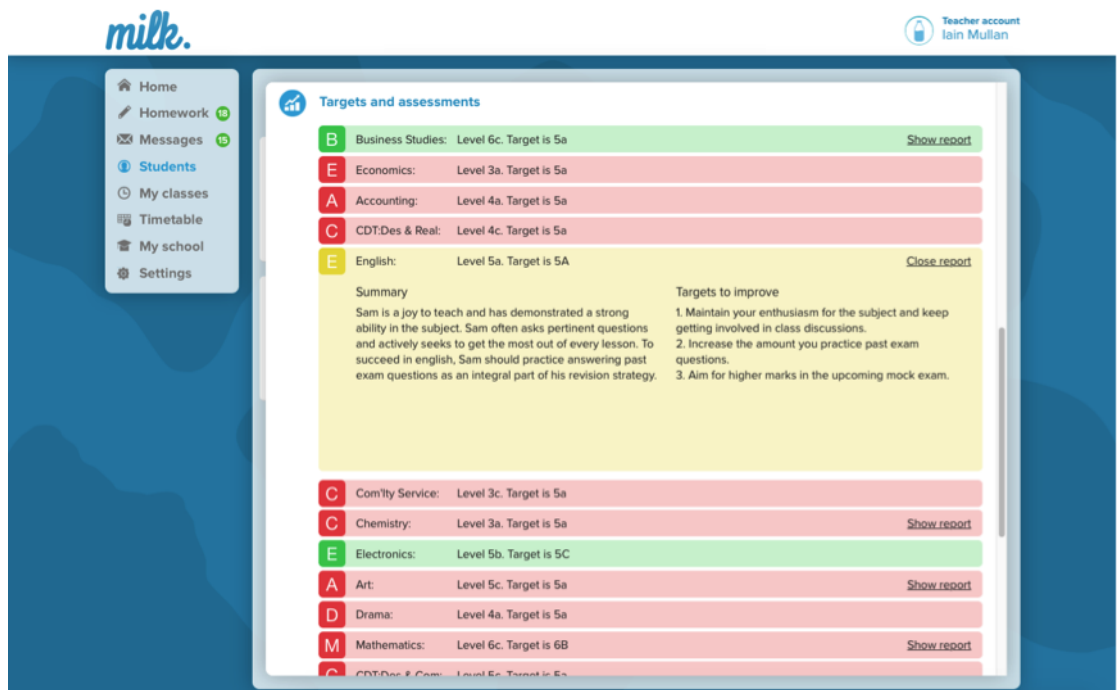 milk.
Teacher account
Iain Mullan
Home
Homework 18
Messages 15
Students
My classes
Timetable
My school
Settings
Targets and assessments
B Business Studies: Level 6c. Target is 5a Show report
E Economics: Level 3a. Target is 5a
A Accounting: Level 4a. Target is 5a
C CDT:Des & Real: Level 4c. Target is 5a
E English: Level 5a. Target is 5A Close report
Summary
Sam is a joy to teach and has demonstrated a strong
ability in the subject. Sam often asks pertinent questions
and actively seeks to get the most out of every lesson. To
succeed in english, Sam should practice answering past
exam questions as an integral part of his revision strategy.
Targets to improve
1. Maintain your enthusiasm for the subject and keep
getting involved in class discussions.
2. Increase the amount you practice past exam
questions.
3. Aim for higher marks in the upcoming mock exam.
C Com'lty Service: Level 3c. Target is 5a
C Chemistry: Level 3a. Target is 5a Show report
E Electronics: Level 5b. Target is 5C
A Art: Level 5c. Target is 5a Show report
D Drama: Level 4a. Target is 5a
M Mathematics: Level 6c. Target is 6B Show report
C CDT:Des & Com: Level 5c. Target is 5a